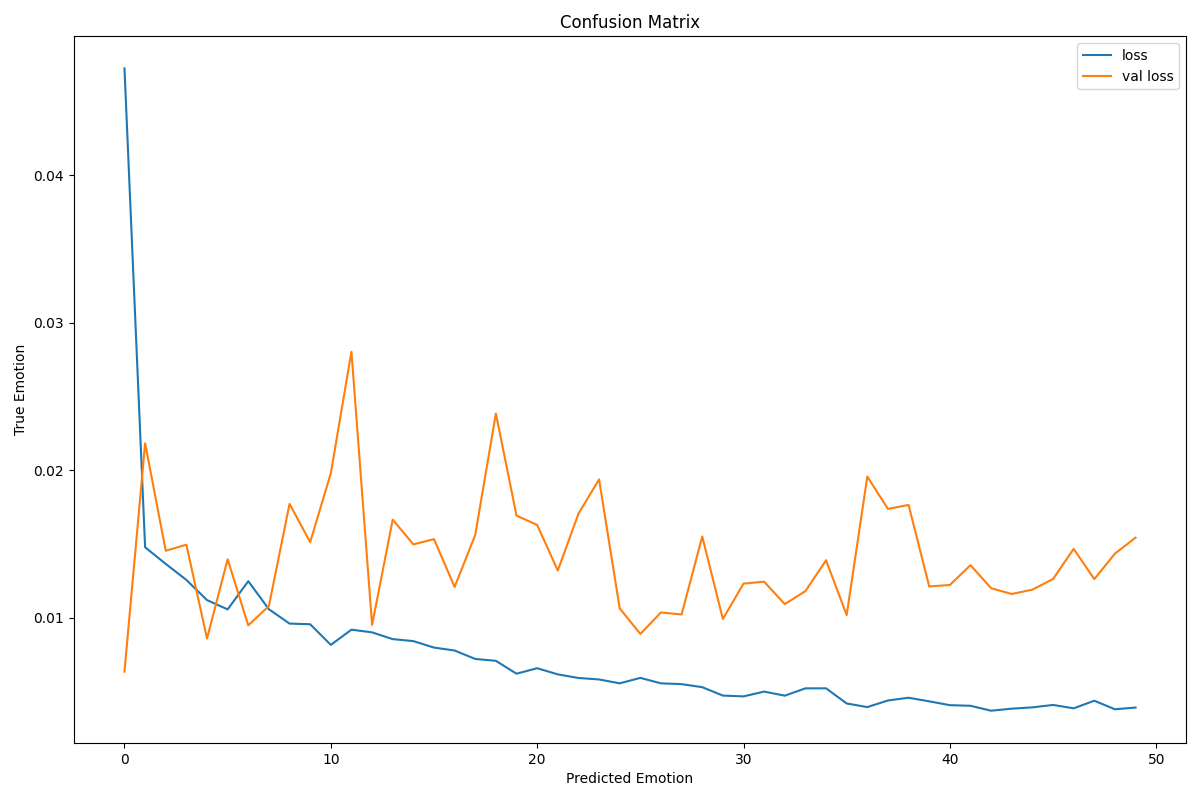 Confusion Matrix
loss
val loss
True Emotion
0.04
0.03
0.02
0.01
0 10 20 30 40 50
Predicted Emotion